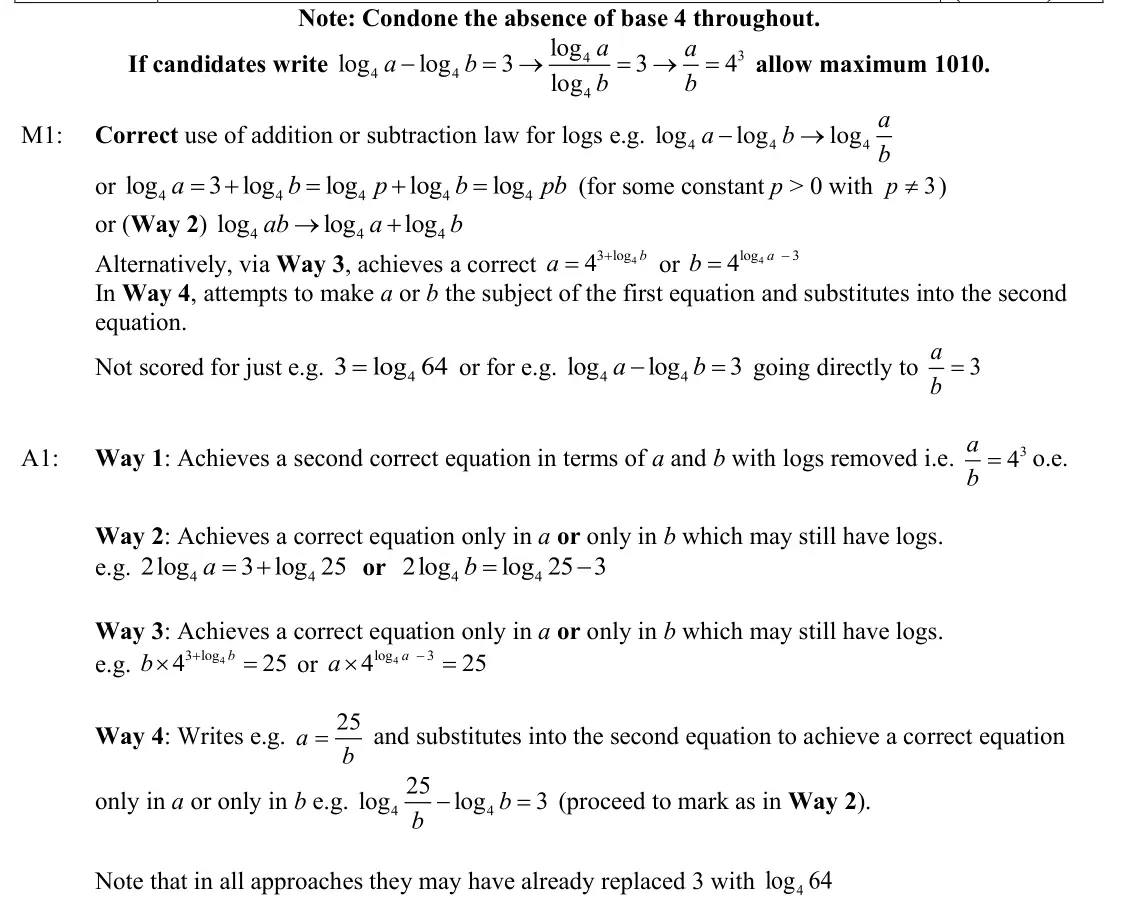 Note: Condone the absence of base 4 throughout.
If candidates write log₄ a − log₄ b = 3 → log₄ a / log₄ b = 3 → a/b = 4³ allow maximum 1010.
M1: Correct use of addition or subtraction law for logs e.g. log₄ a − log₄ b → log₄ a/b
or log₄ a = 3 + log₄ b = log₄ p + log₄ b = log₄ pb (for some constant p > 0 with p ≠ 3)
or (Way 2) log₄ ab → log₄ a + log₄ b
Alternatively, via Way 3, achieves a correct a = 4^(3+log₄ b) or b = 4^(log₄ a − 3)
In Way 4, attempts to make a or b the subject of the first equation and substitutes into the second
equation.
Not scored for just e.g. 3 = log₄ 64 or for e.g. log₄ a − log₄ b = 3 going directly to a/b = 3
A1: Way 1: Achieves a second correct equation in terms of a and b with logs removed i.e. a/b = 4³ o.e.
Way 2: Achieves a correct equation only in a or only in b which may still have logs.
e.g. 2log₄ a = 3 + log₄ 25 or 2log₄ b = log₄ 25 − 3
Way 3: Achieves a correct equation only in a or only in b which may still have logs.
e.g. b × 4^(3+log₄ b) = 25 or a × 4^(log₄ a − 3) = 25
Way 4: Writes e.g. a = 25/b and substitutes into the second equation to achieve a correct equation
only in a or only in b e.g. log₄ 25/b − log₄ b = 3 (proceed to mark as in Way 2).
Note that in all approaches they may have already replaced 3 with log₄ 64